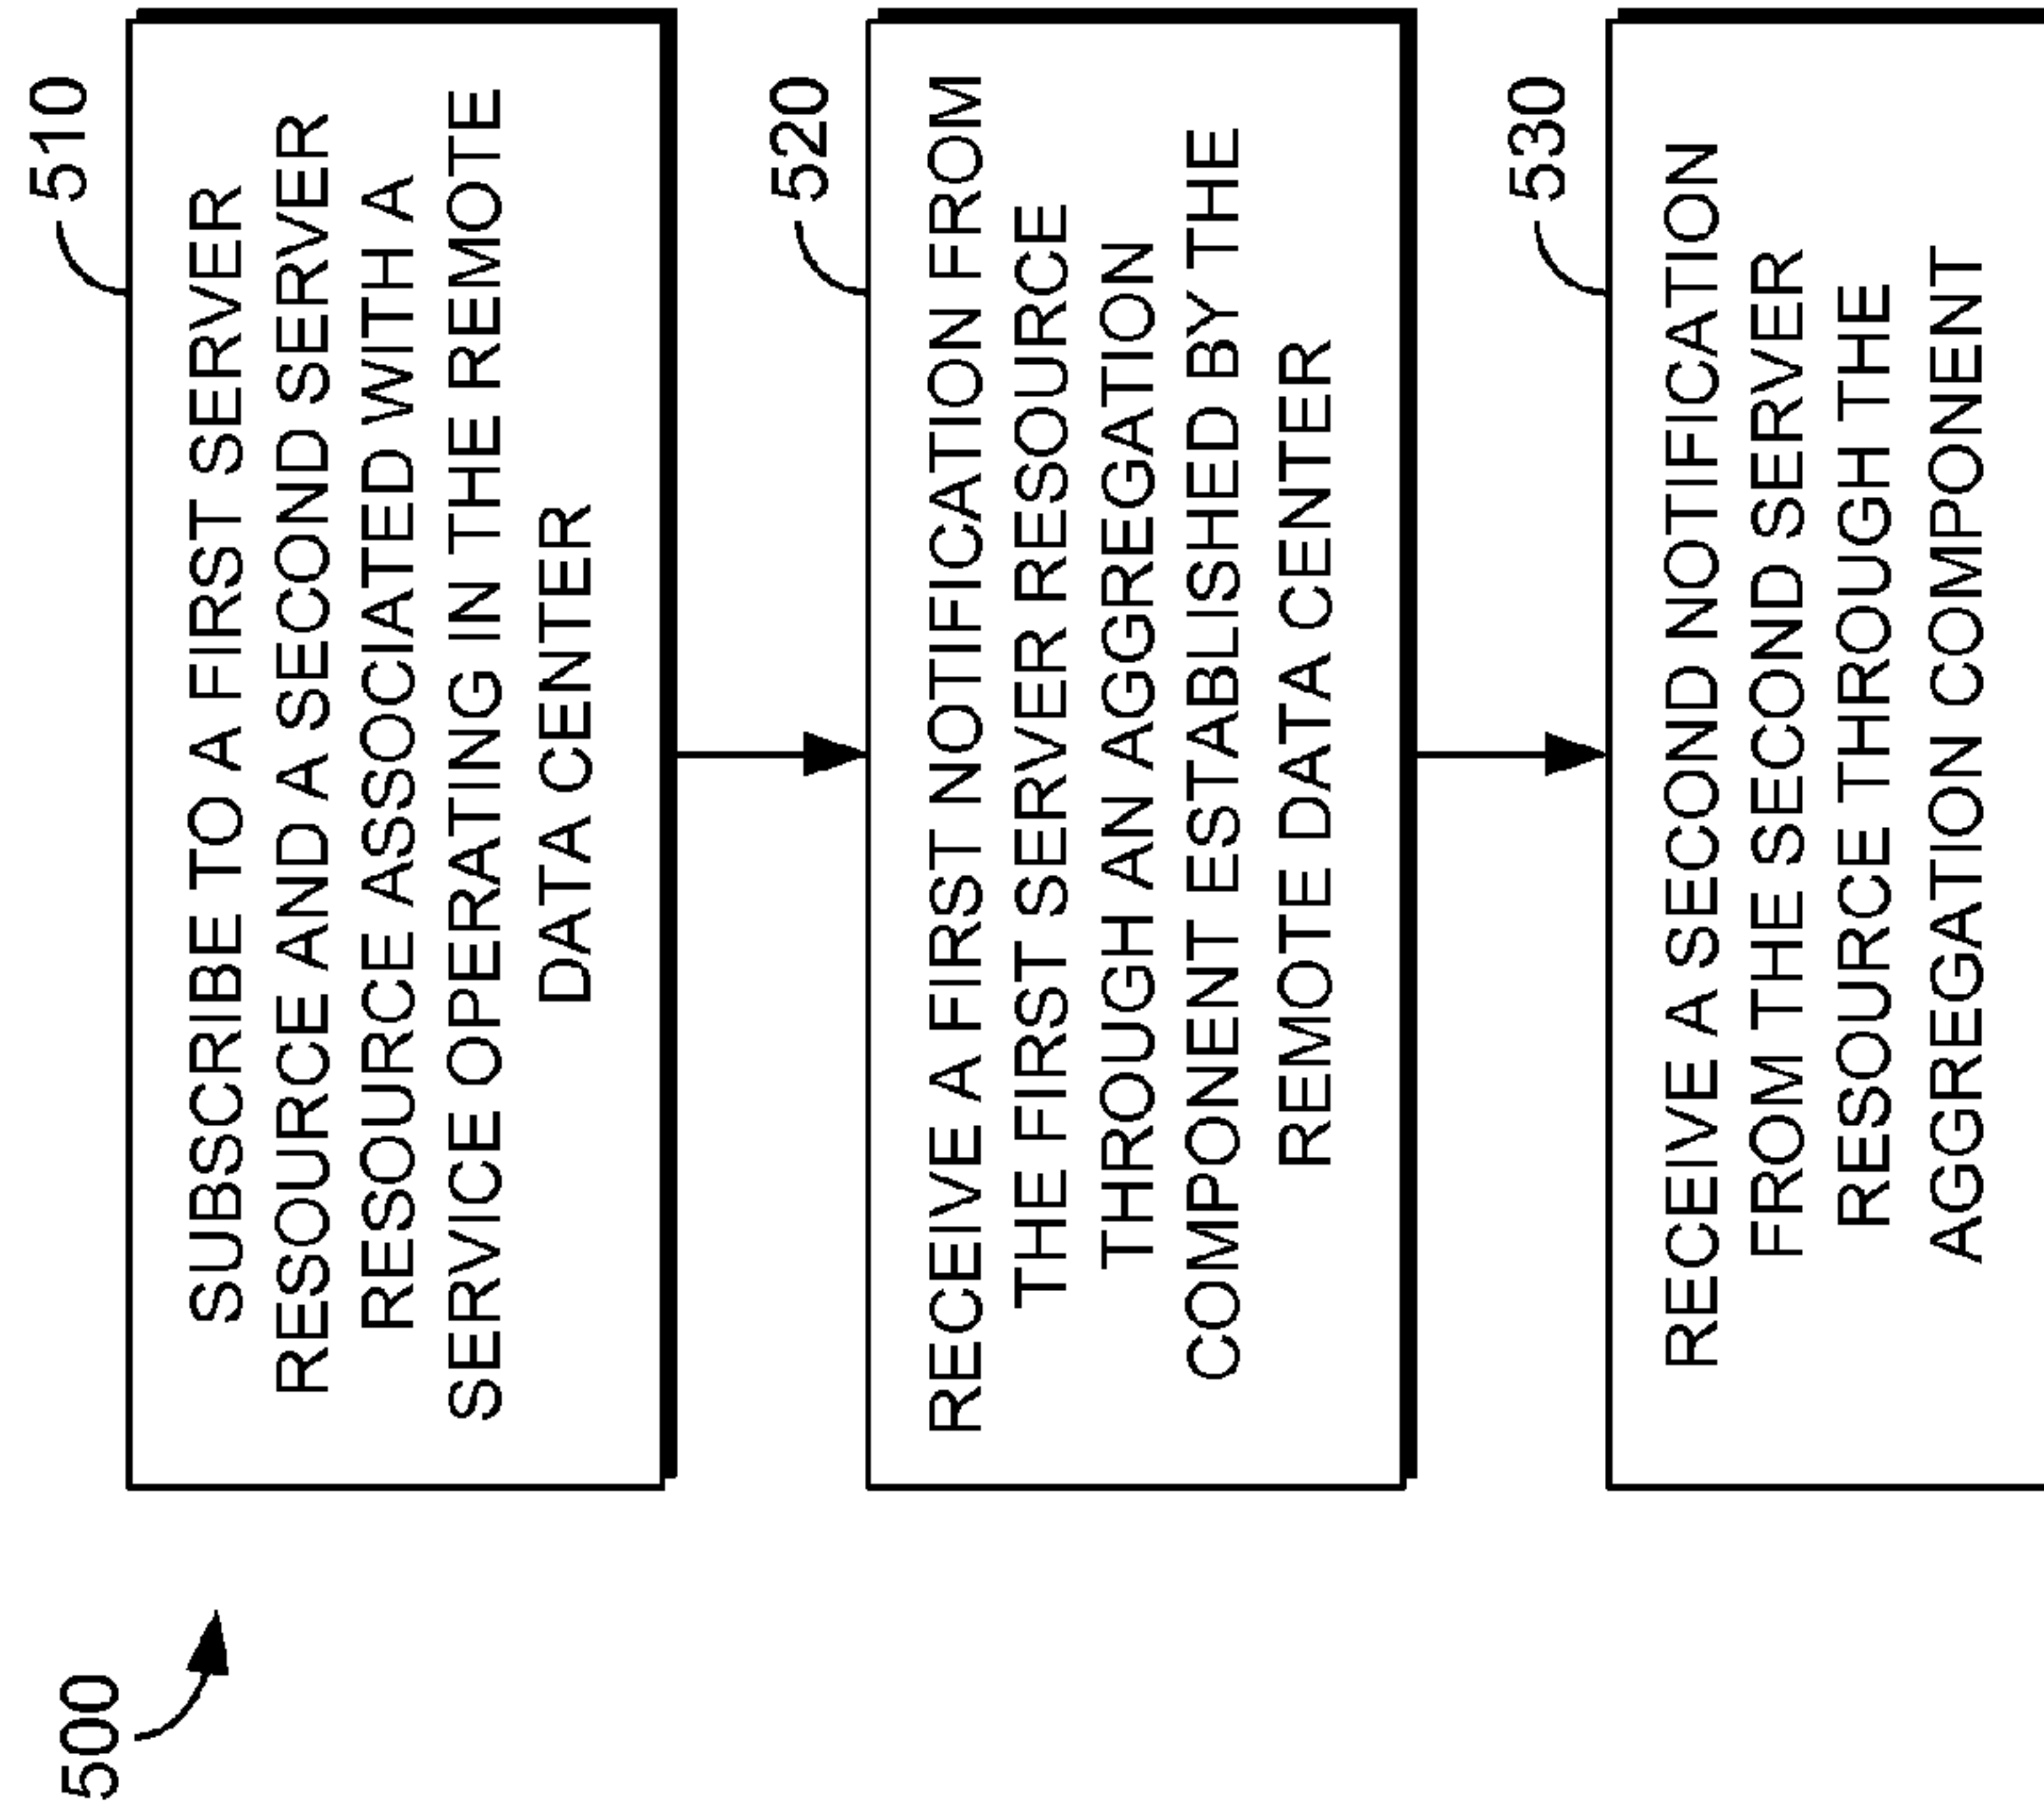 500
510
SUBSCRIBE TO A FIRST SERVER
RESOURCE AND A SECOND SERVER
RESOURCE ASSOCIATED WITH A
SERVICE OPERATING IN THE REMOTE
DATA CENTER
520
RECEIVE A FIRST NOTIFICATION FROM
THE FIRST SERVER RESOURCE
THROUGH AN AGGREGATION
COMPONENT ESTABLISHED BY THE
REMOTE DATA CENTER
530
RECEIVE A SECOND NOTIFICATION
FROM THE SECOND SERVER
RESOURCE THROUGH THE
AGGREGATION COMPONENT